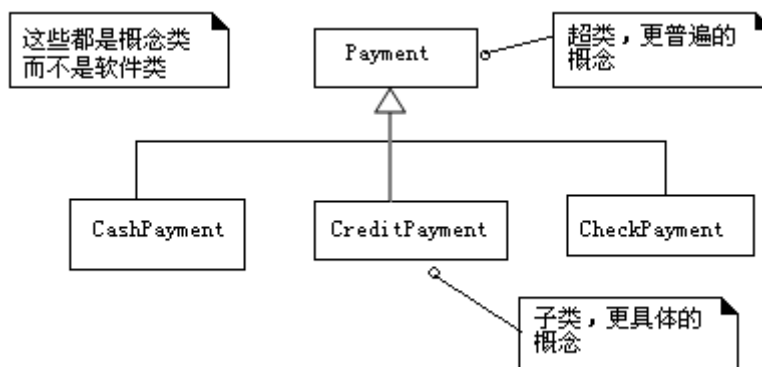 这些都是概念类
而不是软件类
Payment
超类，更普遍的
概念
CashPayment
CreditPayment
CheckPayment
子类，更具体的
概念